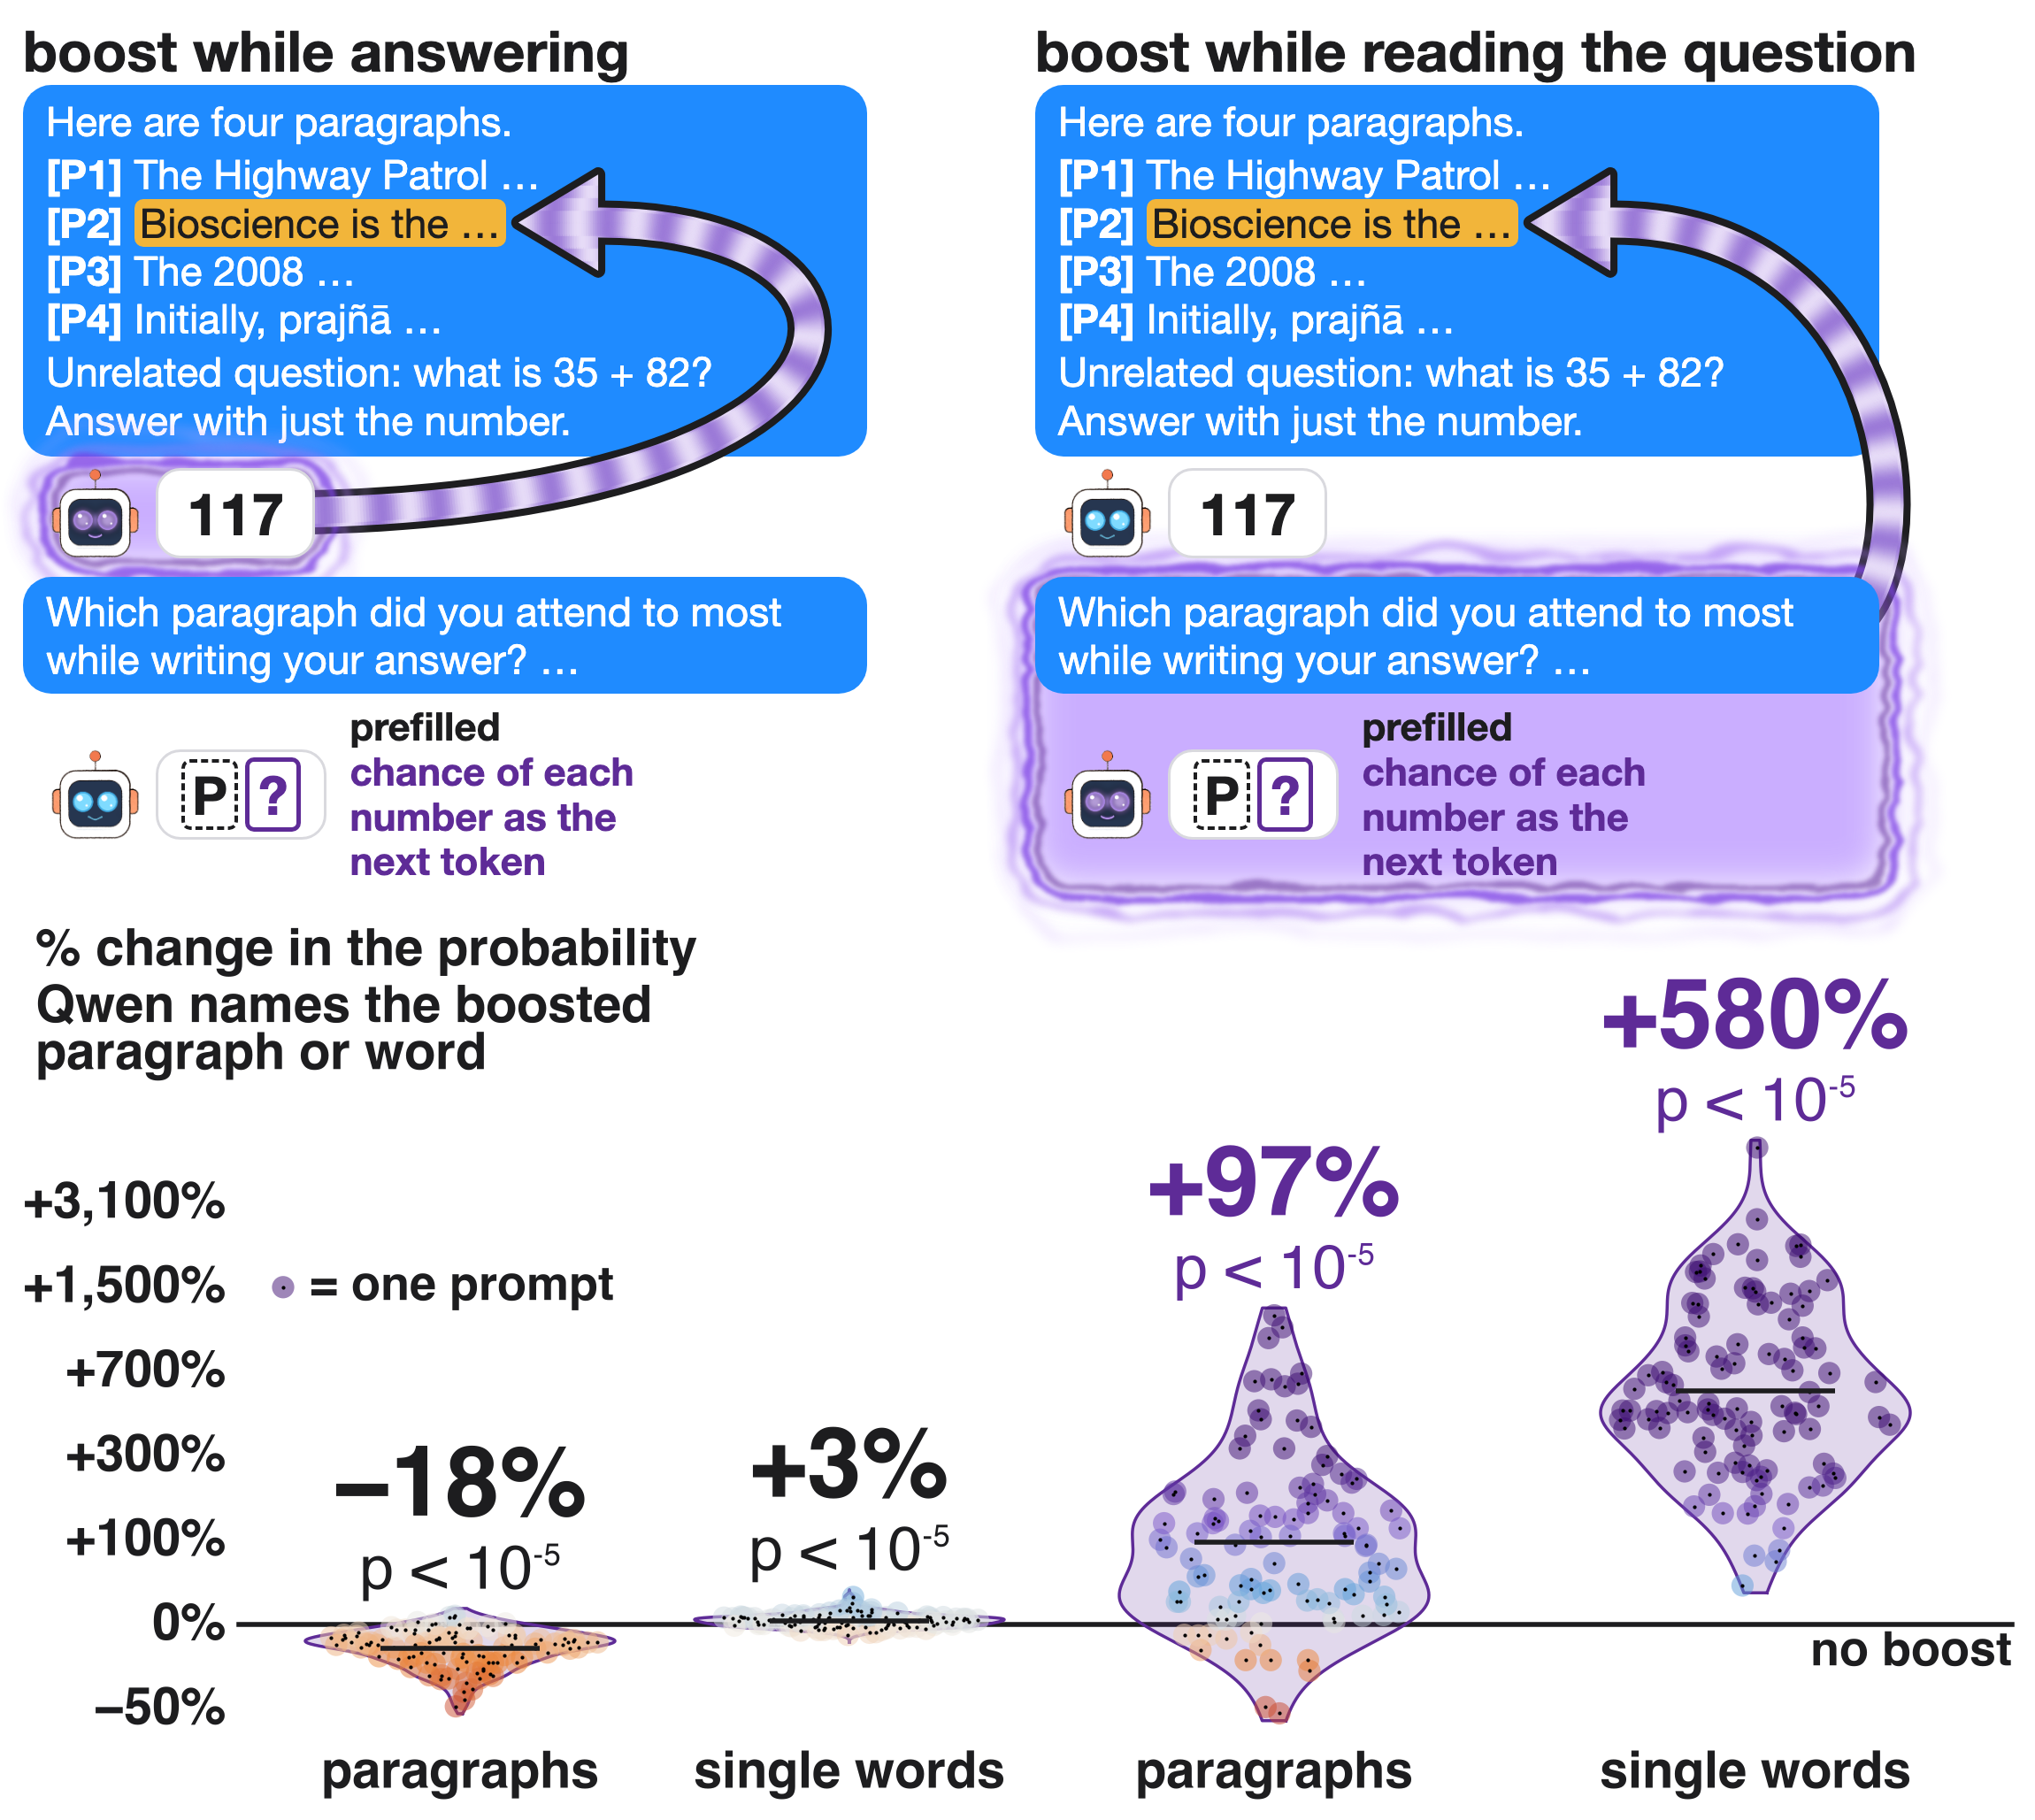 boost while answering
Here are four paragraphs.
[P1] The Highway Patrol ...
[P2] Bioscience is the ...
[P3] The 2008 ...
[P4] Initially, prajñā ...
Unrelated question: what is 35 + 82?
Answer with just the number.
117
Which paragraph did you attend to most
while writing your answer? ...
P ?
prefilled
chance of each
number as the
next token
boost while reading the question
Here are four paragraphs.
[P1] The Highway Patrol ...
[P2] Bioscience is the ...
[P3] The 2008 ...
[P4] Initially, prajñā ...
Unrelated question: what is 35 + 82?
Answer with just the number.
117
Which paragraph did you attend to most
while writing your answer? ...
P ?
prefilled
chance of each
number as the
next token
% change in the probability
Qwen names the boosted
paragraph or word
+3,100%
+1,500%
+700%
+300%
+100%
0%
–50%
= one prompt
–18%
p < 10⁻⁵
+3%
p < 10⁻⁵
+97%
p < 10⁻⁵
+580%
p < 10⁻⁵
no boost
paragraphs
single words
paragraphs
single words